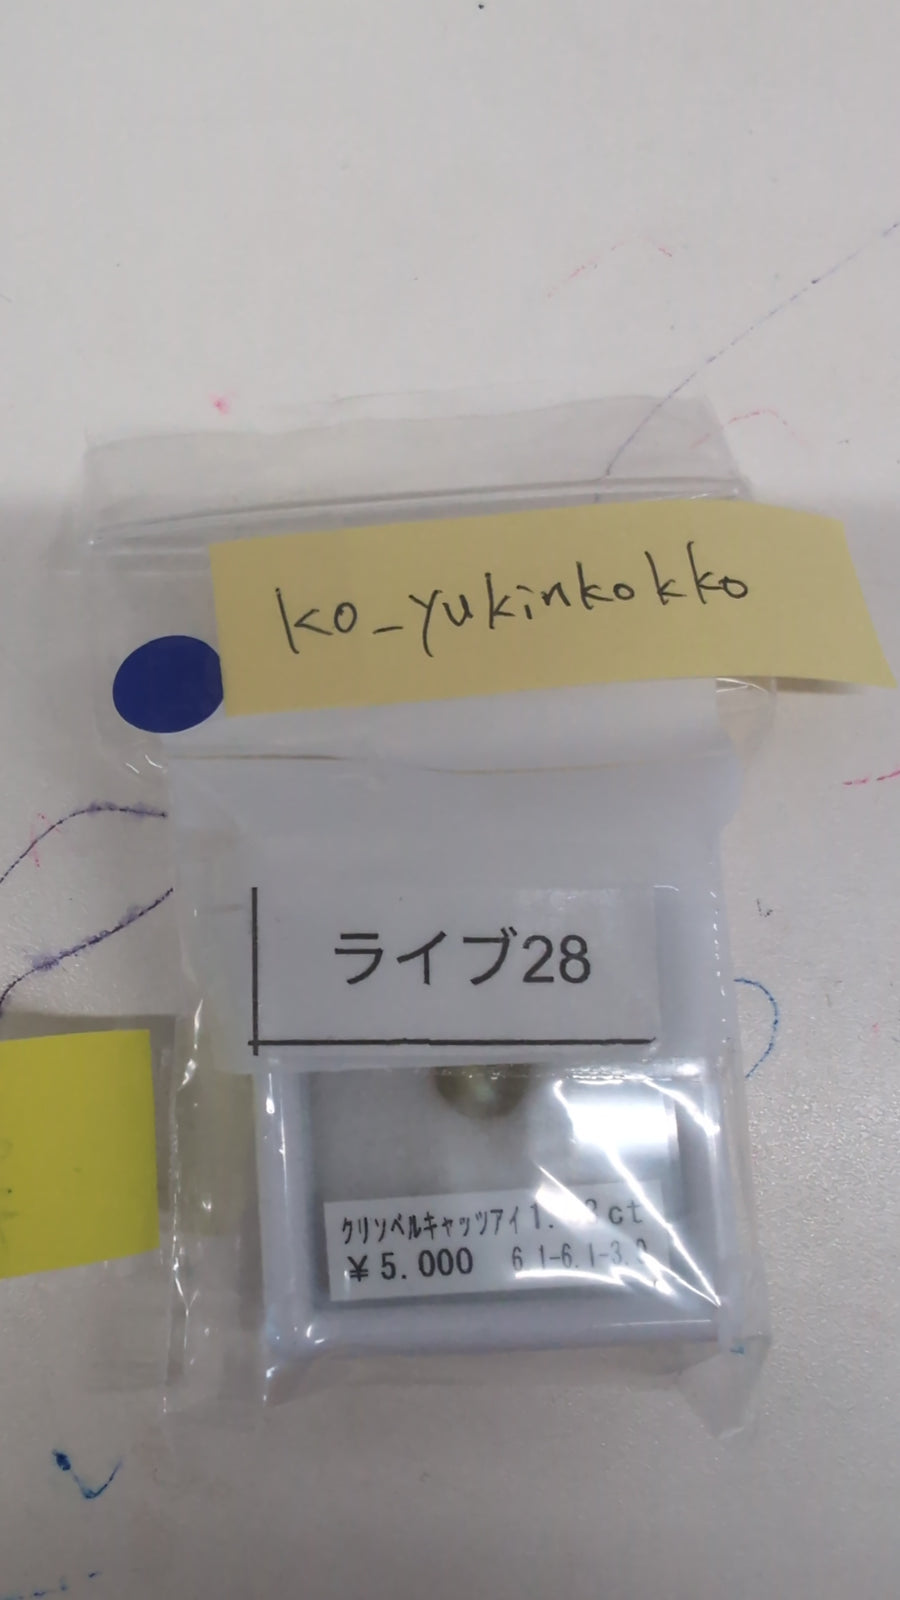 ko_yukinkokko
ライブ28
クリソベルキャッツアイ ct
￥5.000